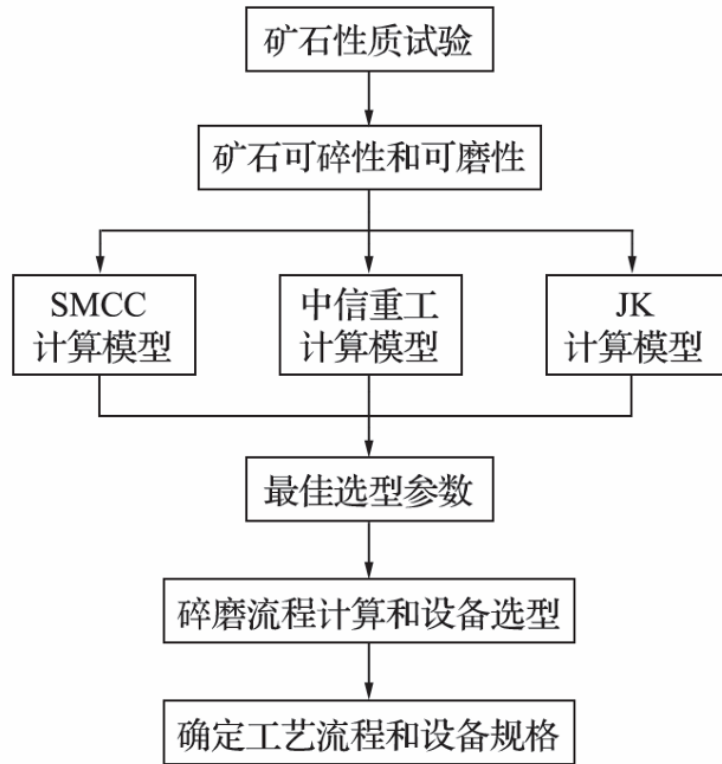 矿石性质试验
矿石可碎性和可磨性
SMCC
计算模型
中信重工
计算模型
JK
计算模型
最佳选型参数
碎磨流程计算和设备选型
确定工艺流程和设备规格